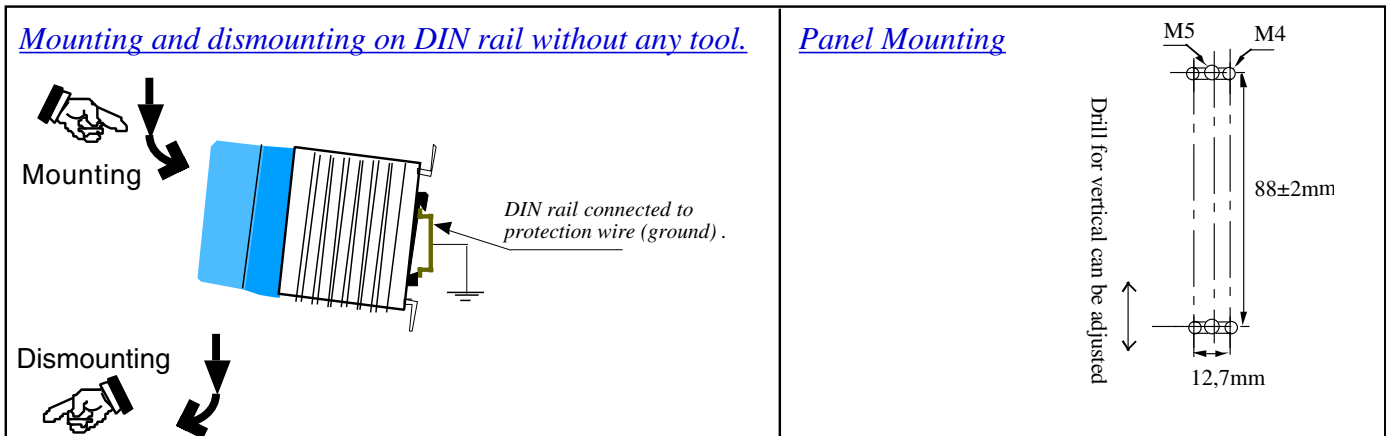 Mounting and dismounting on DIN rail without any tool.
Mounting
DIN rail connected to
protection wire (ground) .
Dismounting
Panel Mounting
M5
M4
Drill for vertical can be adjusted
88±2mm
12,7mm